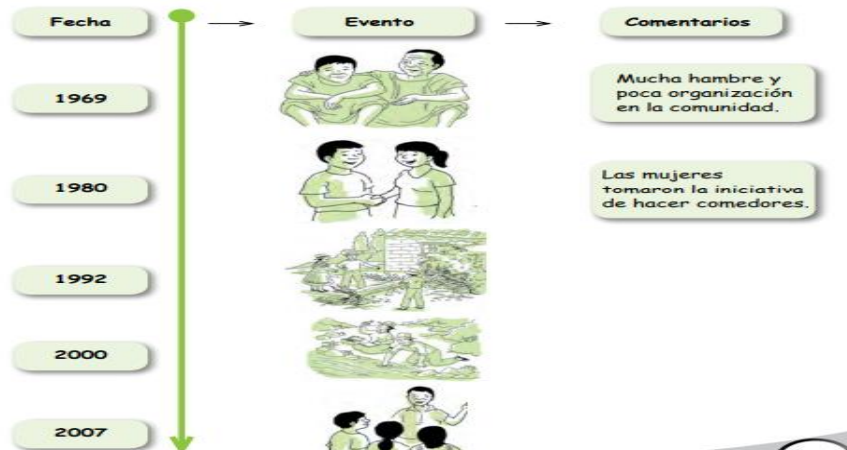 Fecha
Evento
Comentarios
1969
Mucha hambre y
poca organización
en la comunidad.
1980
Las mujeres
tomaron la iniciativa
de hacer comedores.
1992
2000
2007